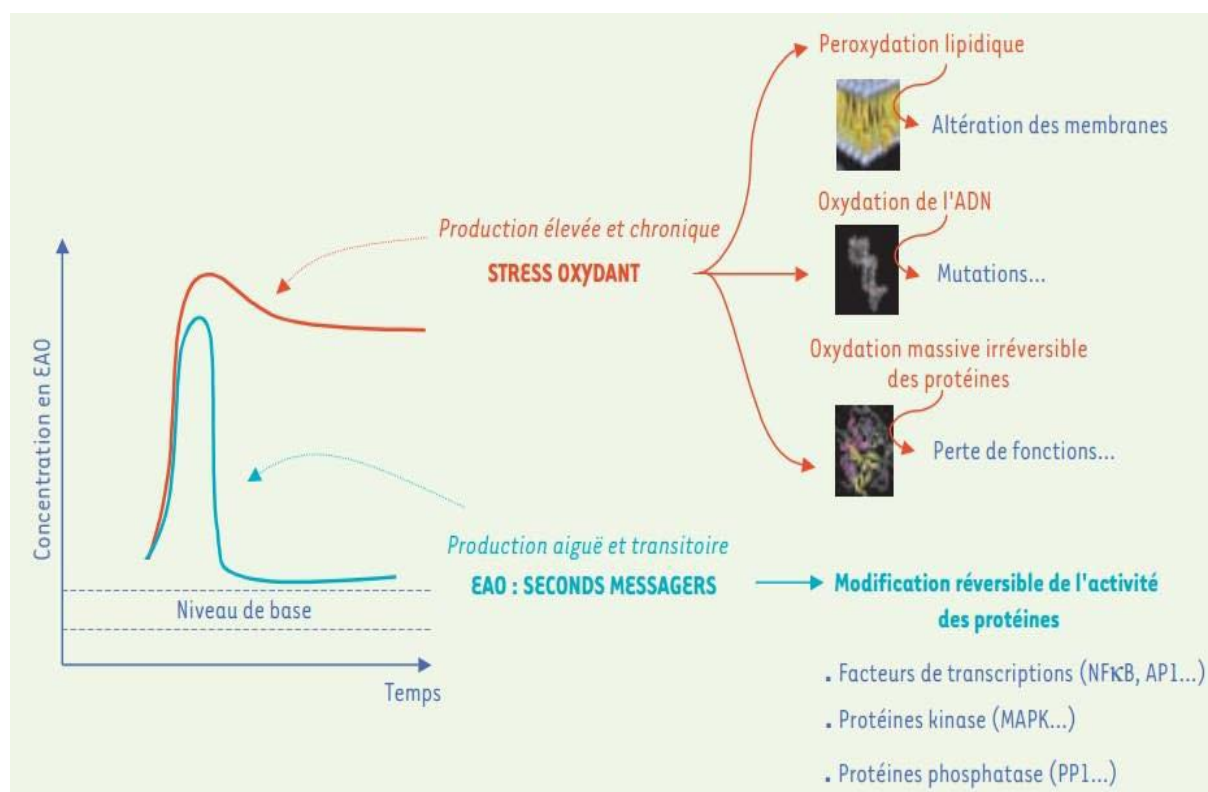 Peroxydation lipidique
Altération des membranes
Oxydation de l'ADN
Production élevée et chronique
STRESS OXYDANT
Mutations...
Oxydation massive irréversible
des protéines
Perte de fonctions...
Concentration en EAO
Production aiguë et transitoire
EAO : SECONDS MESSAGERS
Modification réversible de l'activité
des protéines
Niveau de base
Temps
. Facteurs de transcriptions (NFκB, AP1...)
. Protéines kinase (MAPK...)
. Protéines phosphatase (PP1...)